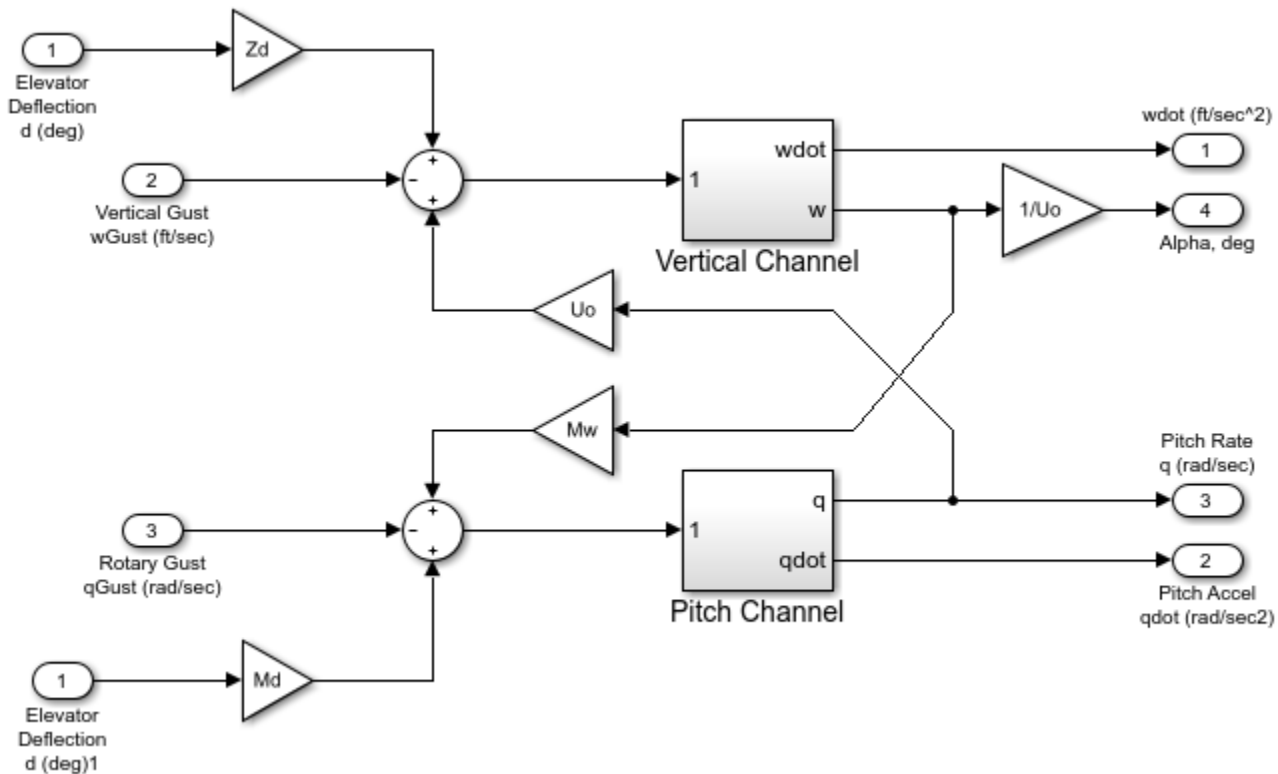 1
Elevator
Deflection
d (deg)
Zd
2
Vertical Gust
wGust (ft/sec)
+
-
+
1
wdot
w
Vertical Channel
wdot (ft/sec^2)
1
1/Uo
4
Alpha, deg
Uo
Mw
3
Rotary Gust
qGust (rad/sec)
+
-
+
1
q
qdot
Pitch Channel
Pitch Rate
q (rad/sec)
3
2
Pitch Accel
qdot (rad/sec2)
1
Elevator
Deflection
d (deg)1
Md